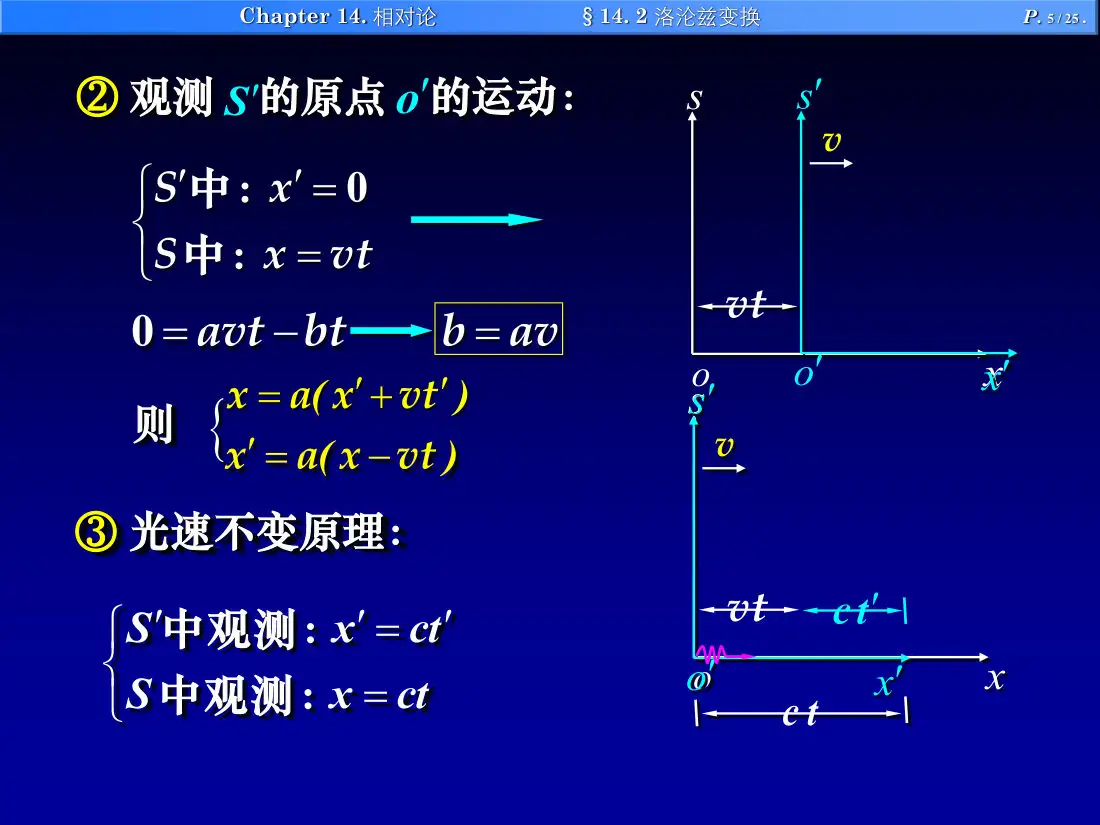 Chapter 14. 相对论 § 14. 2 洛沦兹变换 P. 5 / 25 .
② 观测 S′的原点 o′的运动:
S′中: x′ = 0
S 中: x = vt
0 = avt − bt b = av
则
x = a( x′ + vt′ )
x′ = a( x − vt )
③ 光速不变原理:
S′中观测: x′ = ct′
S 中观测: x = ct
s s′
v
vt
o o′ x x′
s′
v
vt ct′
o o′ x′ x
ct